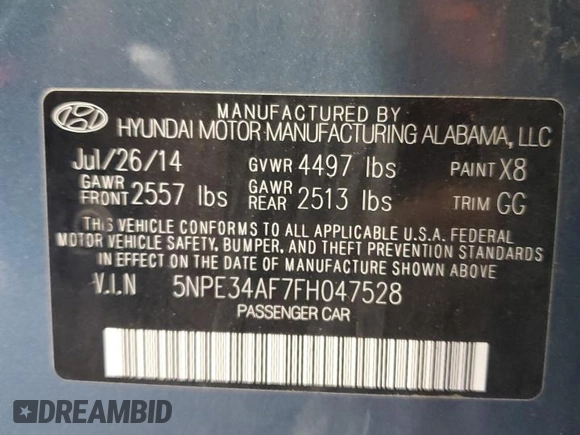 MANUFACTURED BY
HYUNDAI MOTOR MANUFACTURING ALABAMA, LLC
Jul/26/14 GVWR 4497 lbs PAINT X8
GAWR FRONT 2557 lbs GAWR REAR 2513 lbs TRIM GG
THIS VEHICLE CONFORMS TO ALL APPLICABLE U.S.A. FEDERAL
MOTOR VEHICLE SAFETY, BUMPER, AND THEFT PREVENTION STANDARDS
IN EFFECT ON THE DATE OF MANUFACTURE SHOWN ABOVE.
V.I.N 5NPE34AF7FH047528
PASSENGER CAR
DREAMBID